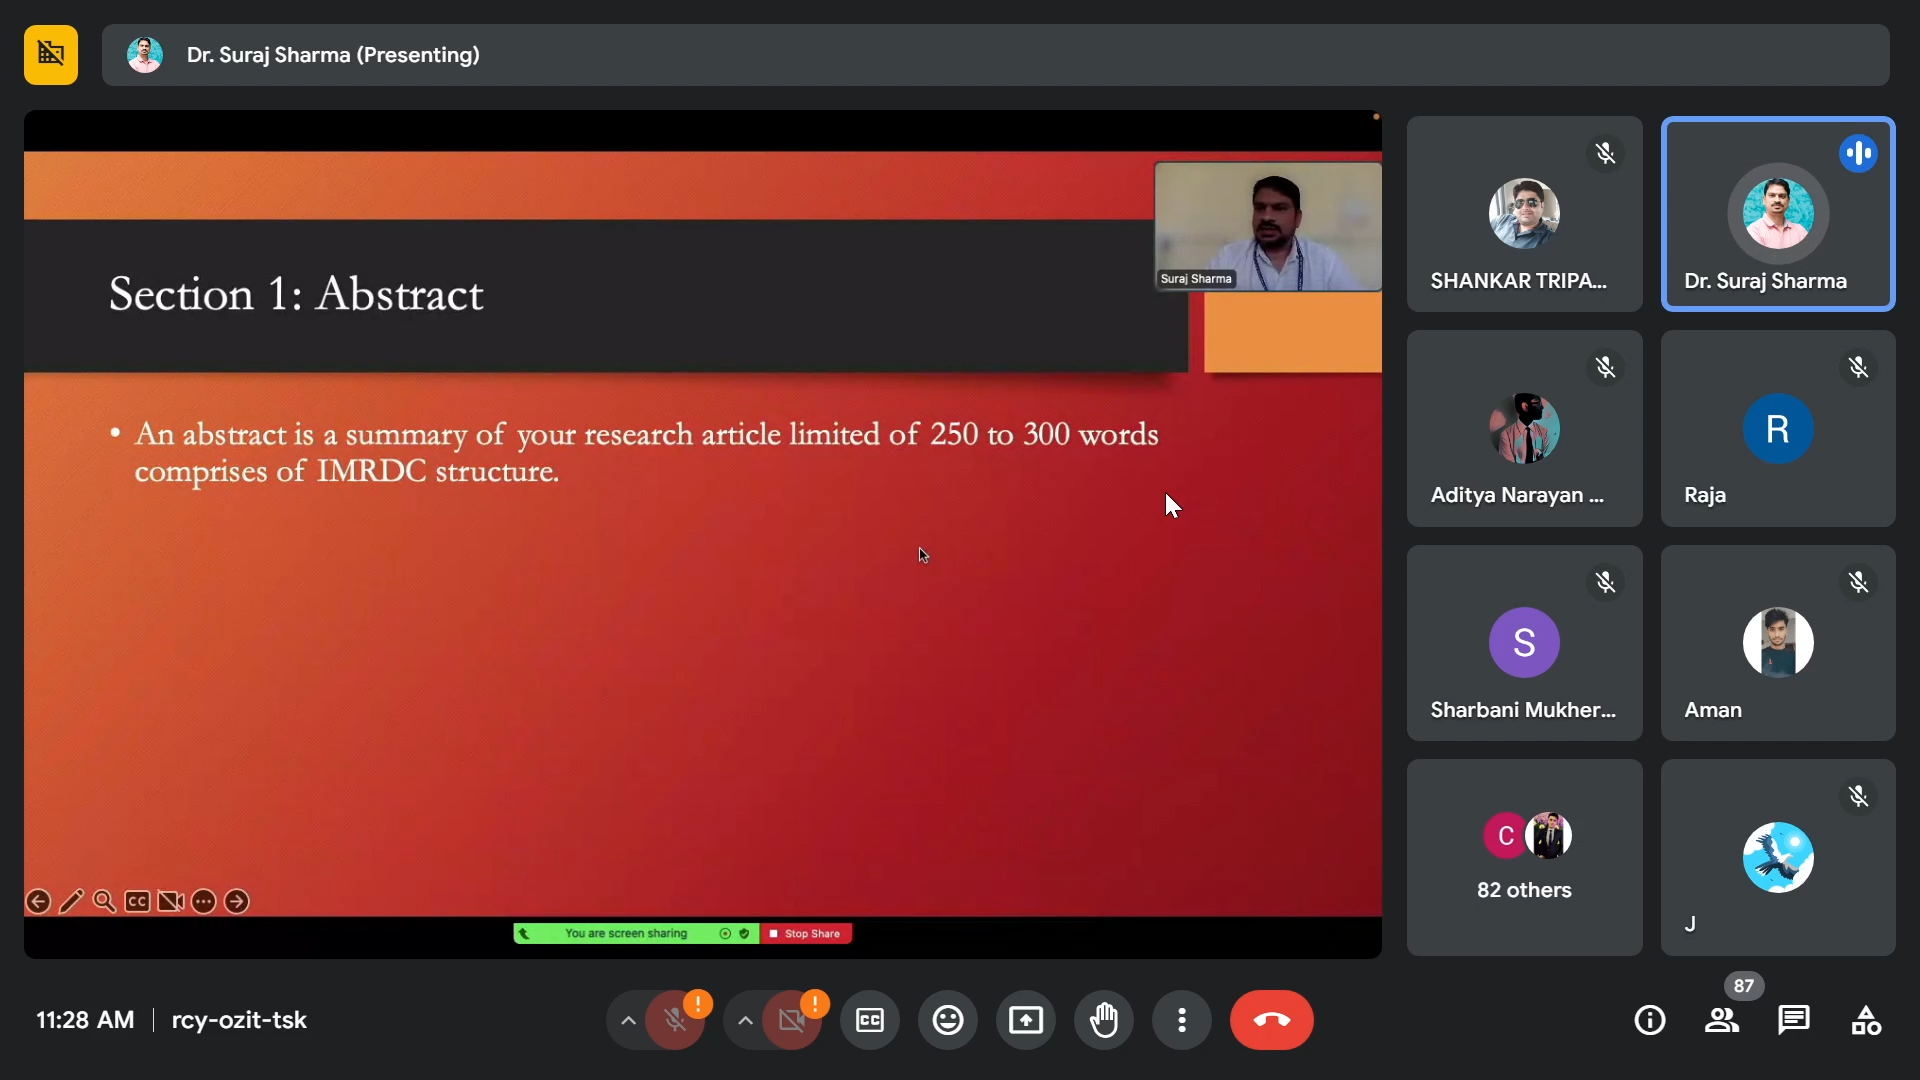 Dr. Suraj Sharma (Presenting)
Section 1: Abstract
Suraj Sharma
• An abstract is a summary of your research article limited of 250 to 300 words
comprises of IMRDC structure.
CC
You are screen sharing
Stop Share
SHANKAR TRIPA...
Dr. Suraj Sharma
Aditya Narayan ...
R
Raja
S
Sharbani Mukher...
Aman
C
82 others
J
11:28 AM
rcy-ozit-tsk
!
!
CC
87